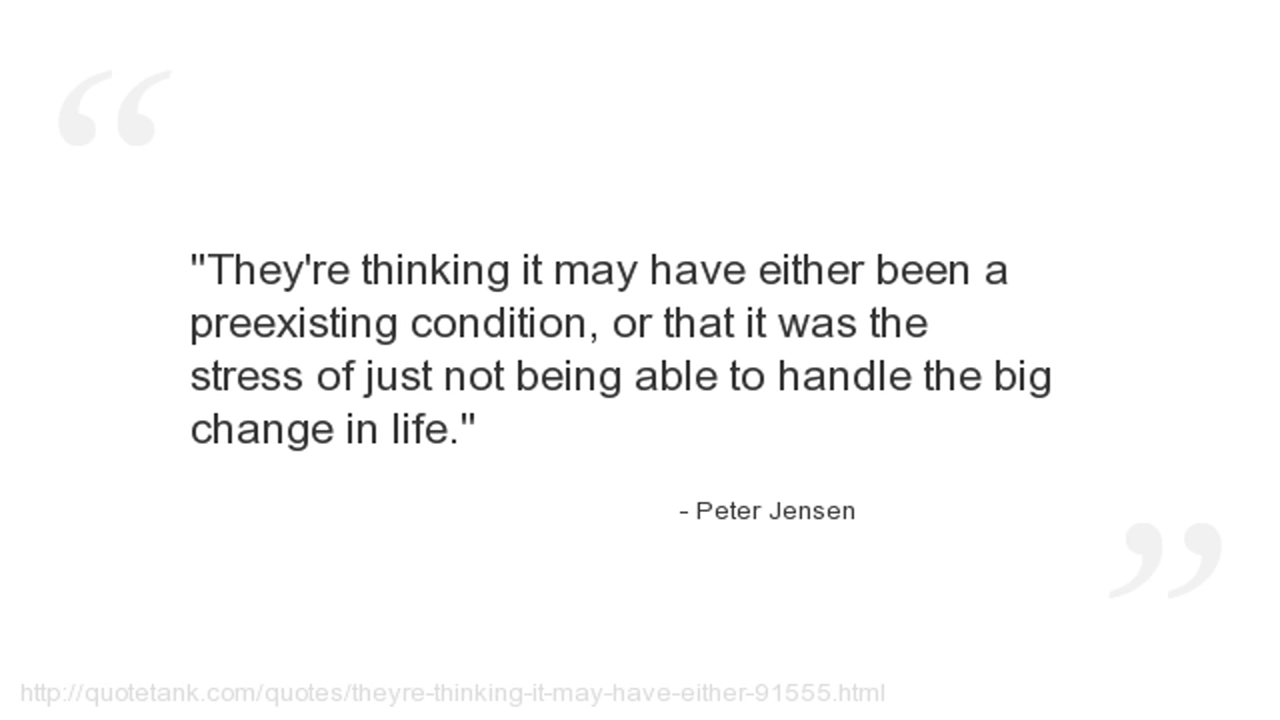 "They're thinking it may have either been a
preexisting condition, or that it was the
stress of just not being able to handle the big
change in life."
- Peter Jensen
http://quotetank.com/quotes/theyre-thinking-it-may-have-either-91555.html